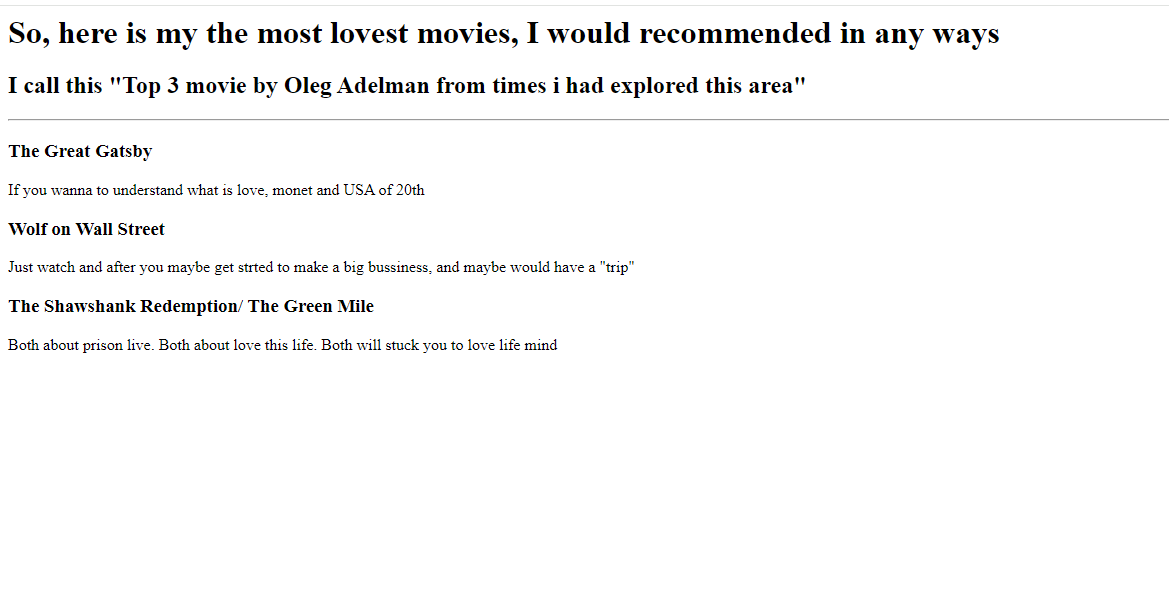 So, here is my the most lovest movies, I would recommended in any ways
I call this "Top 3 movie by Oleg Adelman from times i had explored this area"
The Great Gatsby
If you wanna to understand what is love, monet and USA of 20th
Wolf on Wall Street
Just watch and after you maybe get strted to make a big bussiness, and maybe would have a "trip"
The Shawshank Redemption/ The Green Mile
Both about prison live. Both about love this life. Both will stuck you to love life mind